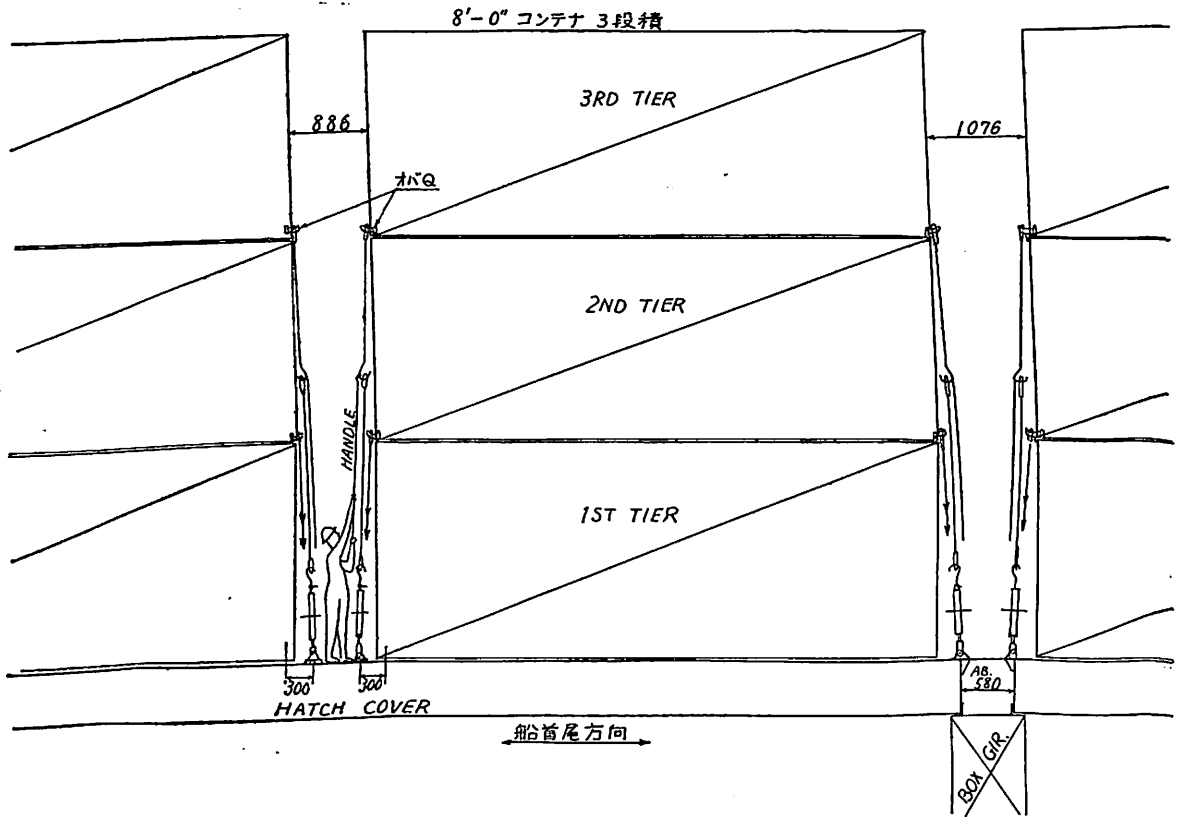 8'-0" コンテナ 3段積
3RD TIER
886
1076
オバQ
2ND TIER
HANDLE
1ST TIER
300
300
AB.
580
HATCH COVER
船首尾方向
BOX GIR.